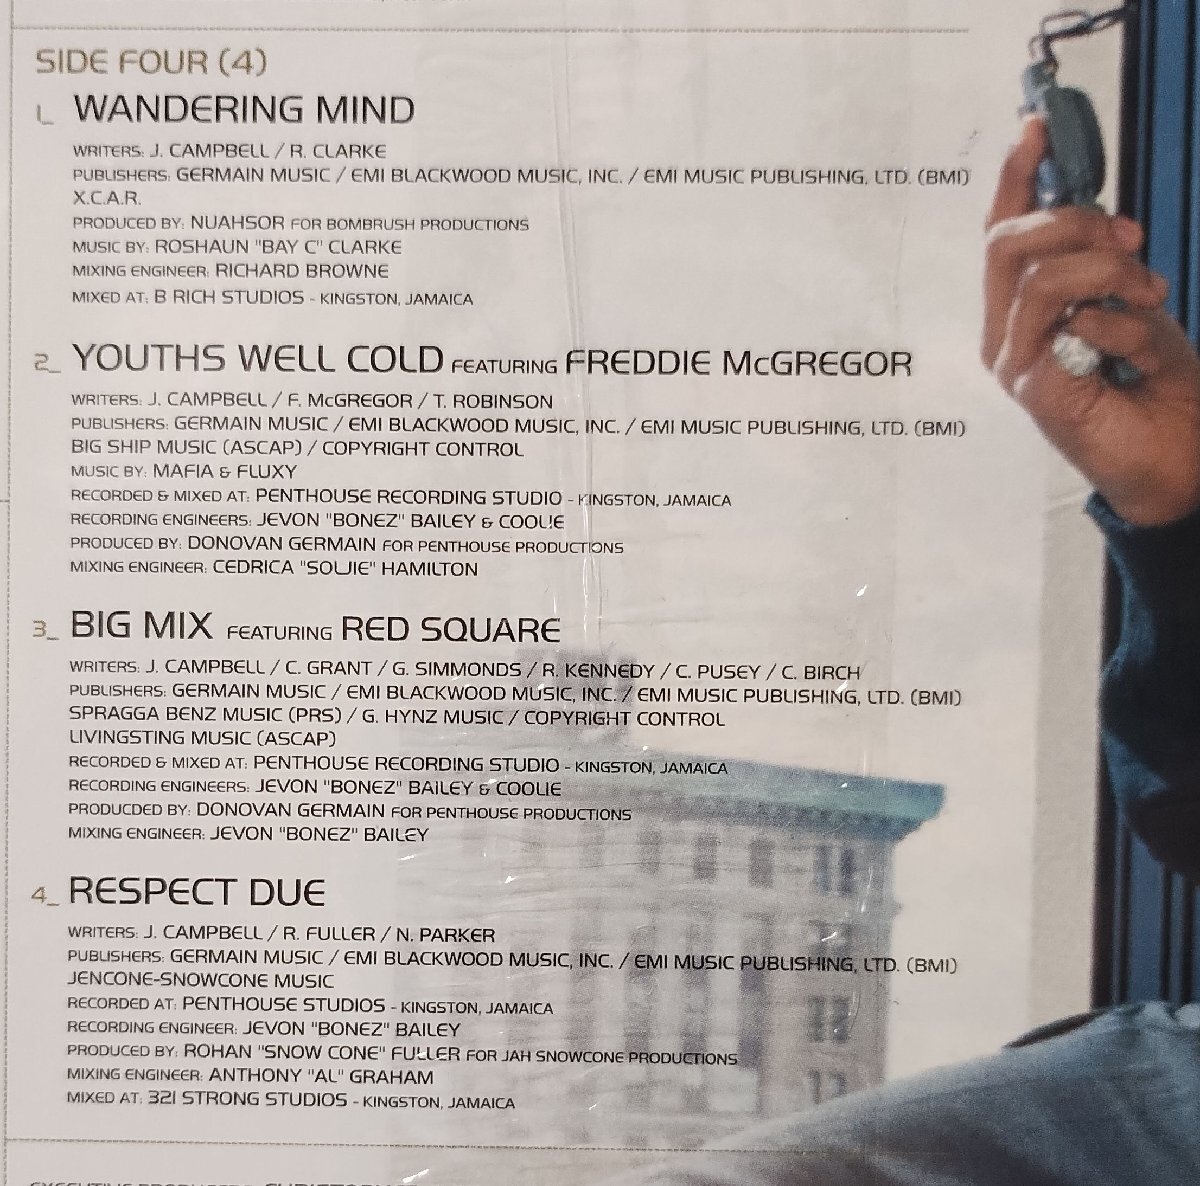 SIDE FOUR (4)
1_ WANDERING MIND
WRITERS: J. CAMPBELL / R. CLARKE
PUBLISHERS: GERMAIN MUSIC / EMI BLACKWOOD MUSIC, INC. / EMI MUSIC PUBLISHING, LTD. (BMI)
X.C.A.R.
PRODUCED BY: NUAHSOR FOR BOMBRUSH PRODUCTIONS
MUSIC BY: ROSHAUN "BAY C" CLARKE
MIXING ENGINEER: RICHARD BROWNE
MIXED AT: B RICH STUDIOS - KINGSTON, JAMAICA
2_ YOUTHS WELL COLD FEATURING FREDDIE McGREGOR
WRITERS: J. CAMPBELL / F. McGREGOR / T. ROBINSON
PUBLISHERS: GERMAIN MUSIC / EMI BLACKWOOD MUSIC, INC. / EMI MUSIC PUBLISHING, LTD. (BMI)
BIG SHIP MUSIC (ASCAP) / COPYRIGHT CONTROL
MUSIC BY: MAFIA & FLUXY
RECORDED & MIXED AT: PENTHOUSE RECORDING STUDIO - KINGSTON, JAMAICA
RECORDING ENGINEERS: JEVON "BONEZ" BAILEY & COOLIE
PRODUCED BY: DONOVAN GERMAIN FOR PENTHOUSE PRODUCTIONS
MIXING ENGINEER: CEDRICA "SOLJIE" HAMILTON
3_ BIG MIX FEATURING RED SQUARE
WRITERS: J. CAMPBELL / C. GRANT / G. SIMMONDS / R. KENNEDY / C. PUSEY / C. BIRCH
PUBLISHERS: GERMAIN MUSIC / EMI BLACKWOOD MUSIC, INC. / EMI MUSIC PUBLISHING, LTD. (BMI)
SPRAGGA BENZ MUSIC (PRS) / G. HYNZ MUSIC / COPYRIGHT CONTROL
LIVINGSTING MUSIC (ASCAP)
RECORDED & MIXED AT: PENTHOUSE RECORDING STUDIO - KINGSTON, JAMAICA
RECORDING ENGINEERS: JEVON "BONEZ" BAILEY & COOLIE
PRODUCDED BY: DONOVAN GERMAIN FOR PENTHOUSE PRODUCTIONS
MIXING ENGINEER: JEVON "BONEZ" BAILEY
4_ RESPECT DUE
WRITERS: J. CAMPBELL / R. FULLER / N. PARKER
PUBLISHERS: GERMAIN MUSIC / EMI BLACKWOOD MUSIC, INC. / EMI MUSIC PUBLISHING, LTD. (BMI)
JENCONE-SNOWCONE MUSIC
RECORDED AT: PENTHOUSE STUDIOS - KINGSTON, JAMAICA
RECORDING ENGINEER: JEVON "BONEZ" BAILEY
PRODUCED BY: ROHAN "SNOW CONE" FULLER FOR JAH SNOWCONE PRODUCTIONS
MIXING ENGINEER: ANTHONY "AL" GRAHAM
MIXED AT: 321 STRONG STUDIOS - KINGSTON, JAMAICA